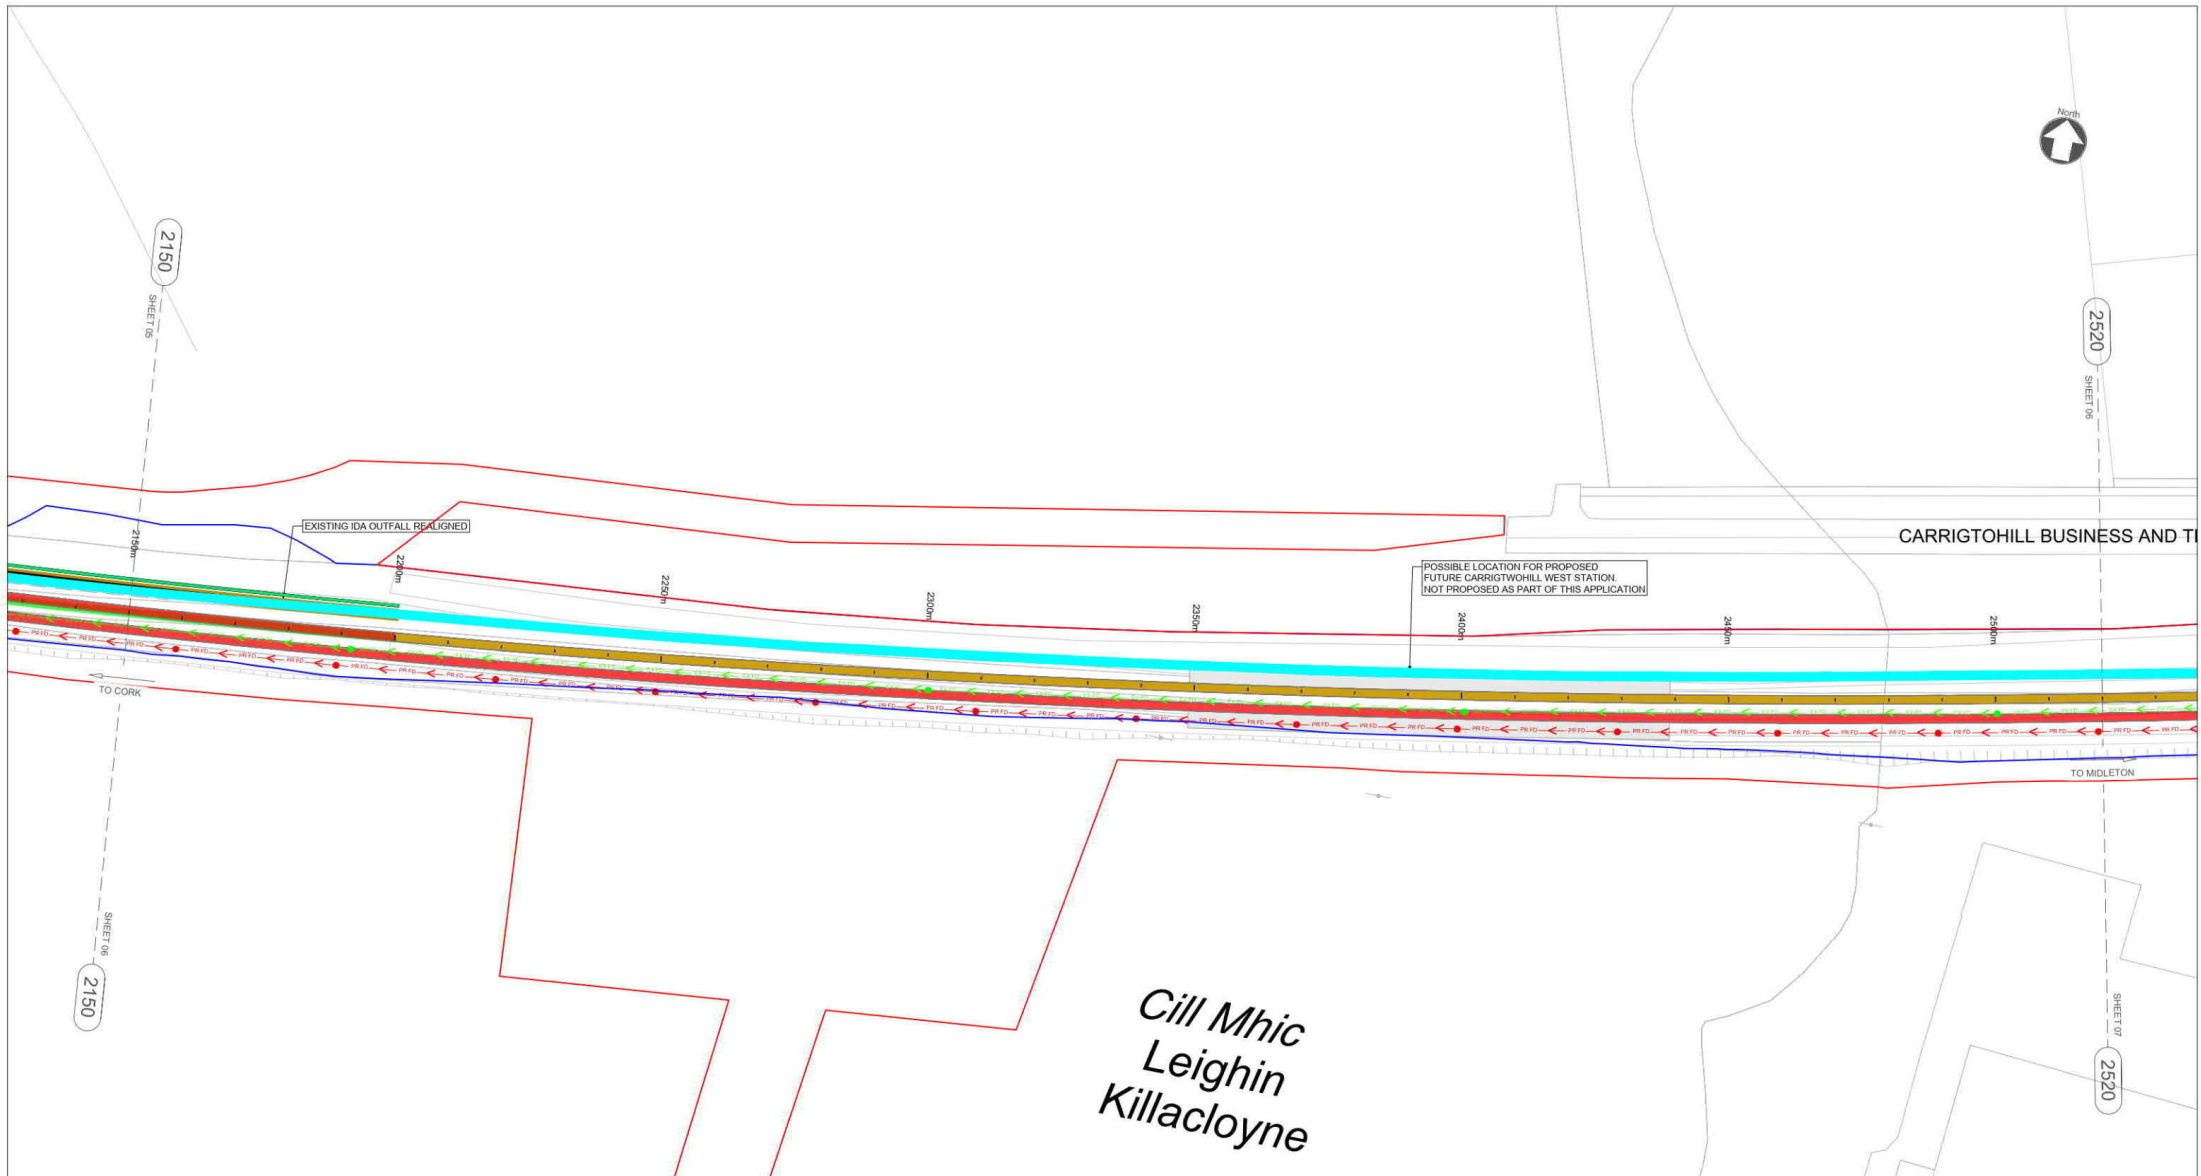 North
2150
SHEET 05
2520
SHEET 06
EXISTING IDA OUTFALL REALIGNED
CARRIGTOHILL BUSINESS AND T
POSSIBLE LOCATION FOR PROPOSED
FUTURE CARRIGTWOHILL WEST STATION.
NOT PROPOSED AS PART OF THIS APPLICATION
2150m
2200m
2250m
2300m
2350m
2400m
2450m
2500m
PR FD
TO CORK
TO MIDLETON
SHEET 06
2150
Cill Mhic
Leighin
Killacloyne
SHEET 07
2520